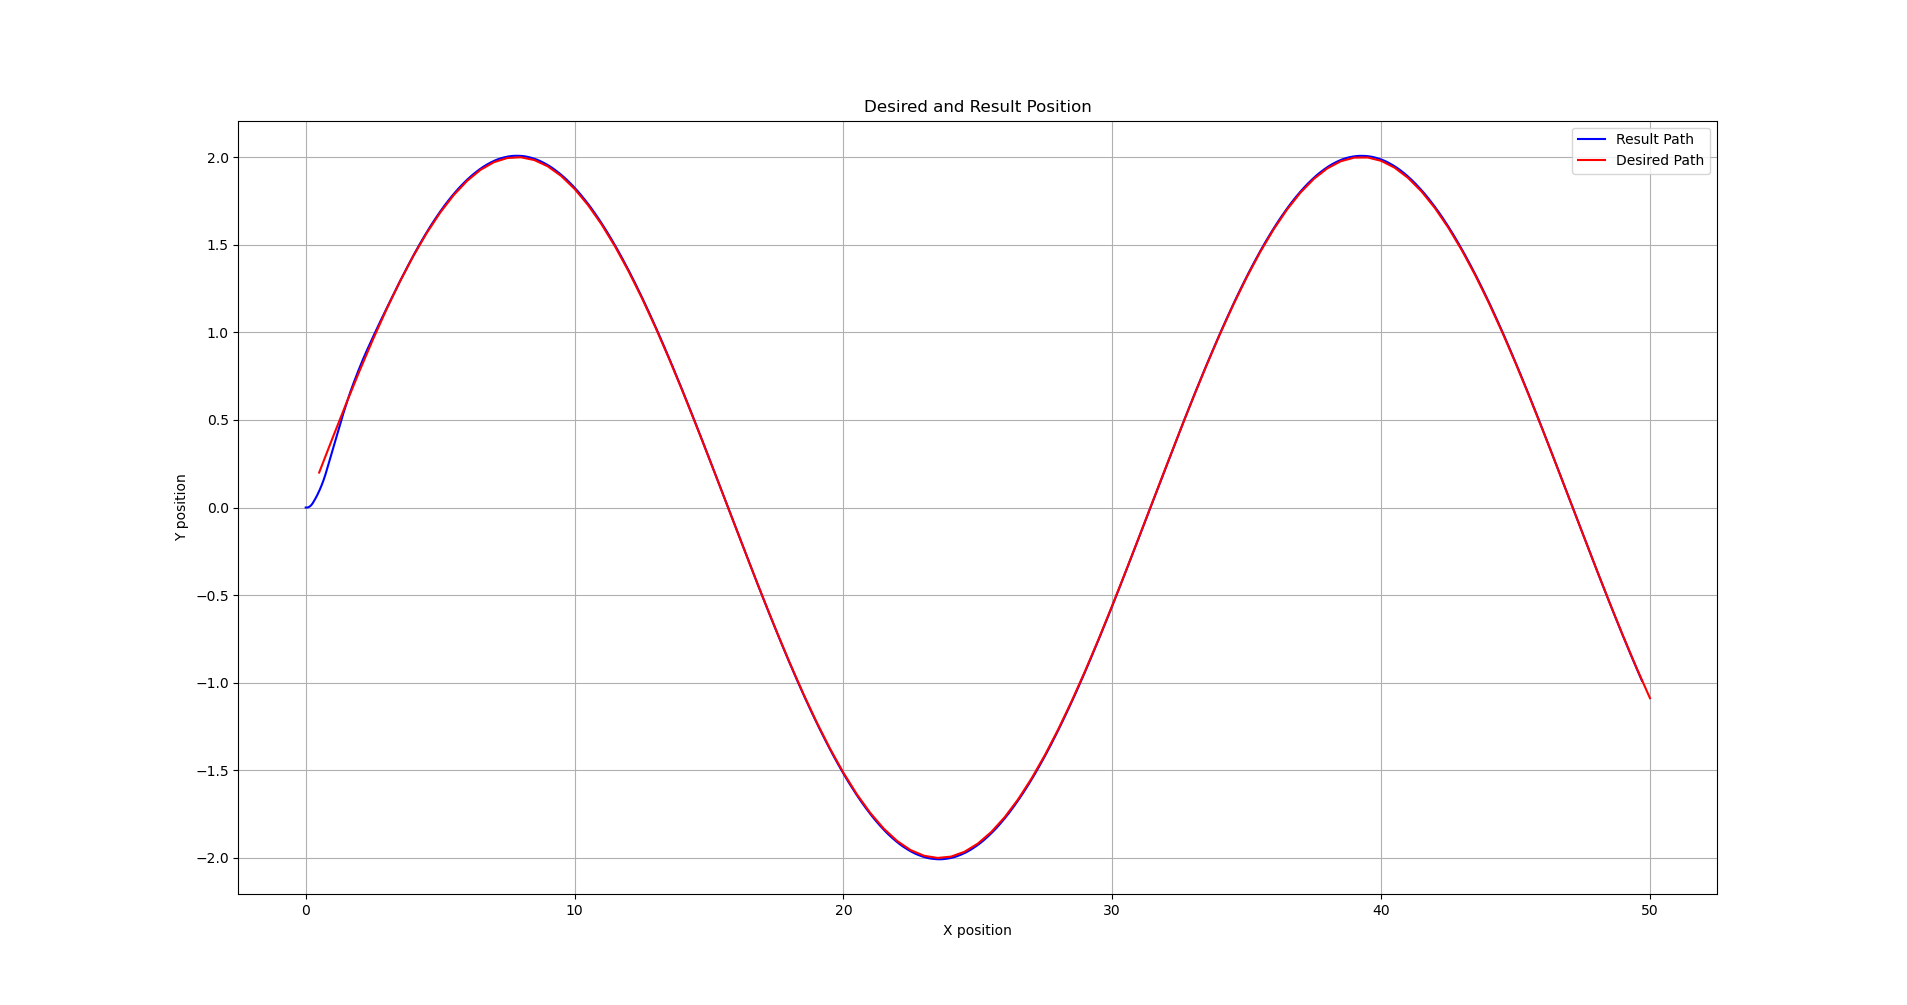 Desired and Result Position
Result Path
Desired Path
2.0
1.5
1.0
0.5
0.0
−0.5
−1.0
−1.5
−2.0
Y position
0 10 20 30 40 50
X position